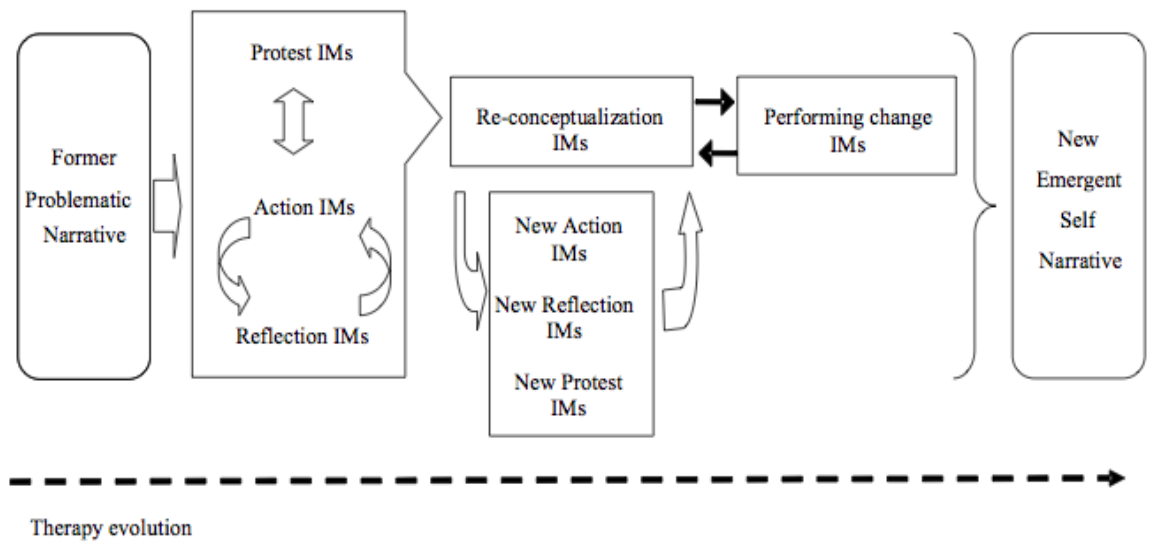 Former
Problematic
Narrative
Protest IMs
Action IMs
Reflection IMs
Re-conceptualization
IMs
Performing change
IMs
New Action
IMs
New Reflection
IMs
New Protest
IMs
New
Emergent
Self
Narrative
Therapy evolution